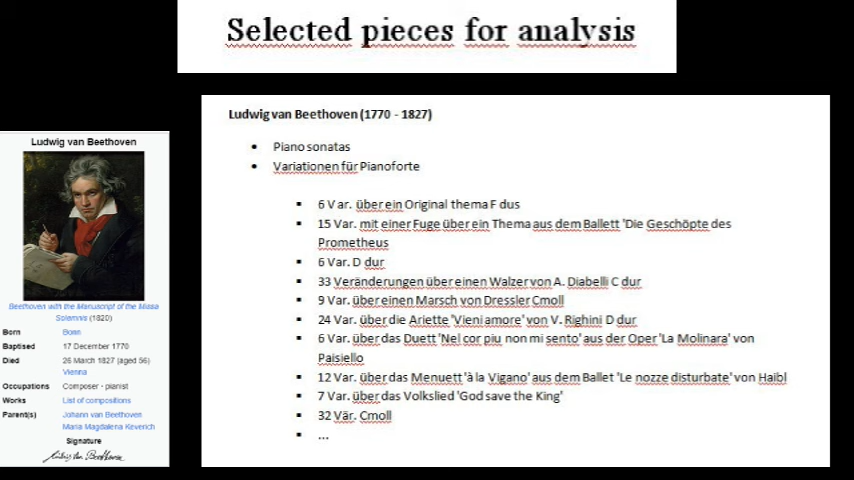 Selected pieces for analysis
Ludwig van Beethoven (1770 - 1827)
• Piano sonatas
• Variationen für Pianoforte
▪ 6 Var. über ein Original thema F dus
▪ 15 Var. mit einer Fuge über ein Thema aus dem Ballett 'Die Geschöpte des
Prometheus
▪ 6 Var. D dur
▪ 33 Veränderungen über einen Walzer von A. Diabelli C dur
▪ 9 Var. über einen Marsch von Dressler Cmoll
▪ 24 Var. über die Ariette 'Vieni amore' von V. Righini D dur
▪ 6 Var. über das Duett 'Nel cor piu non mi sento' aus der Oper 'La Molinara' von
Paisiello
▪ 12 Var. über das Menuett 'à la Vigano' aus dem Ballet 'Le nozze disturbate' von Haibl
▪ 7 Var. über das Volkslied 'God save the King'
▪ 32 Vär. Cmoll
▪ ...
Ludwig van Beethoven
Beethoven with the Manuscript of the Missa
Solemnis (1820)
Born Bonn
Baptised 17 December 1770
Died 26 March 1827 (aged 56)
Vienna
Occupations Composer - pianist
Works List of compositions
Parent(s) Johann van Beethoven
Maria Magdalena Keverich
Signature
Ludwig van Beethoven